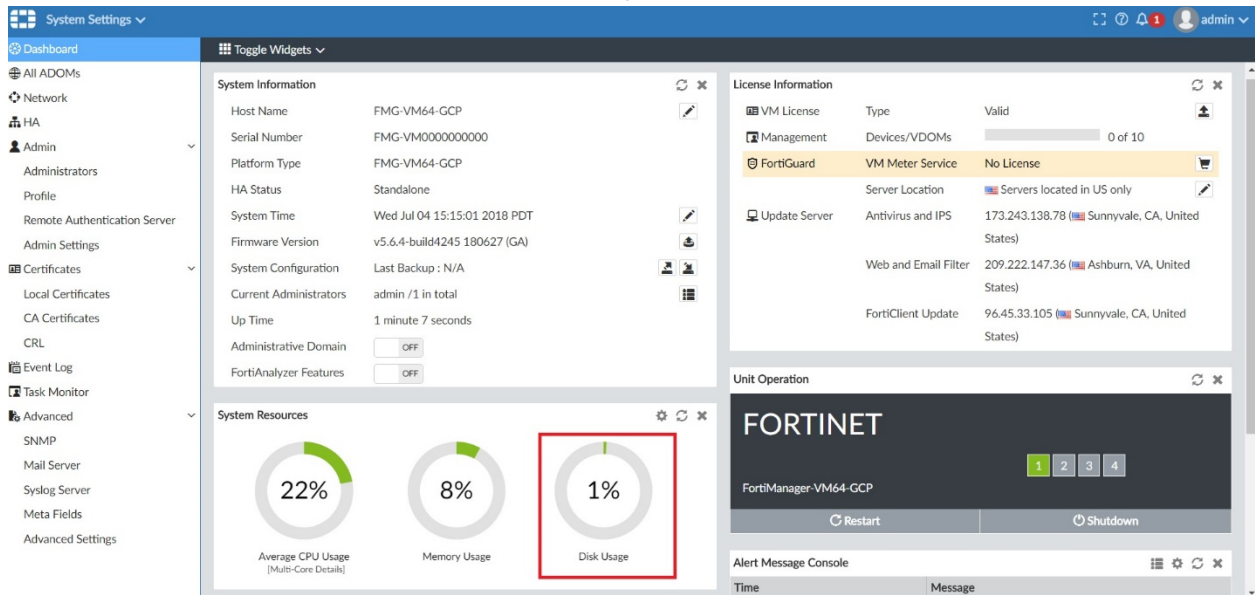 System Settings
1
admin
Dashboard
All ADOMs
Network
HA
Admin
Administrators
Profile
Remote Authentication Server
Admin Settings
Certificates
Local Certificates
CA Certificates
CRL
Event Log
Task Monitor
Advanced
SNMP
Mail Server
Syslog Server
Meta Fields
Advanced Settings
Toggle Widgets
System Information
Host Name FMG-VM64-GCP
Serial Number FMG-VM0000000000
Platform Type FMG-VM64-GCP
HA Status Standalone
System Time Wed Jul 04 15:15:01 2018 PDT
Firmware Version v5.6.4-build4245 180627 (GA)
System Configuration Last Backup : N/A
Current Administrators admin /1 in total
Up Time 1 minute 7 seconds
Administrative Domain OFF
FortiAnalyzer Features OFF
System Resources
22% 8% 1%
Average CPU Usage Memory Usage Disk Usage
[Multi-Core Details]
License Information
VM License Type Valid
Management Devices/VDOMs 0 of 10
FortiGuard VM Meter Service No License
Server Location Servers located in US only
Update Server Antivirus and IPS 173.243.138.78 (Sunnyvale, CA, United
States)
Web and Email Filter 209.222.147.36 (Ashburn, VA, United
States)
FortiClient Update 96.45.33.105 (Sunnyvale, CA, United
States)
Unit Operation
FORTINET
1 2 3 4
FortiManager-VM64-GCP
Restart Shutdown
Alert Message Console
Time Message